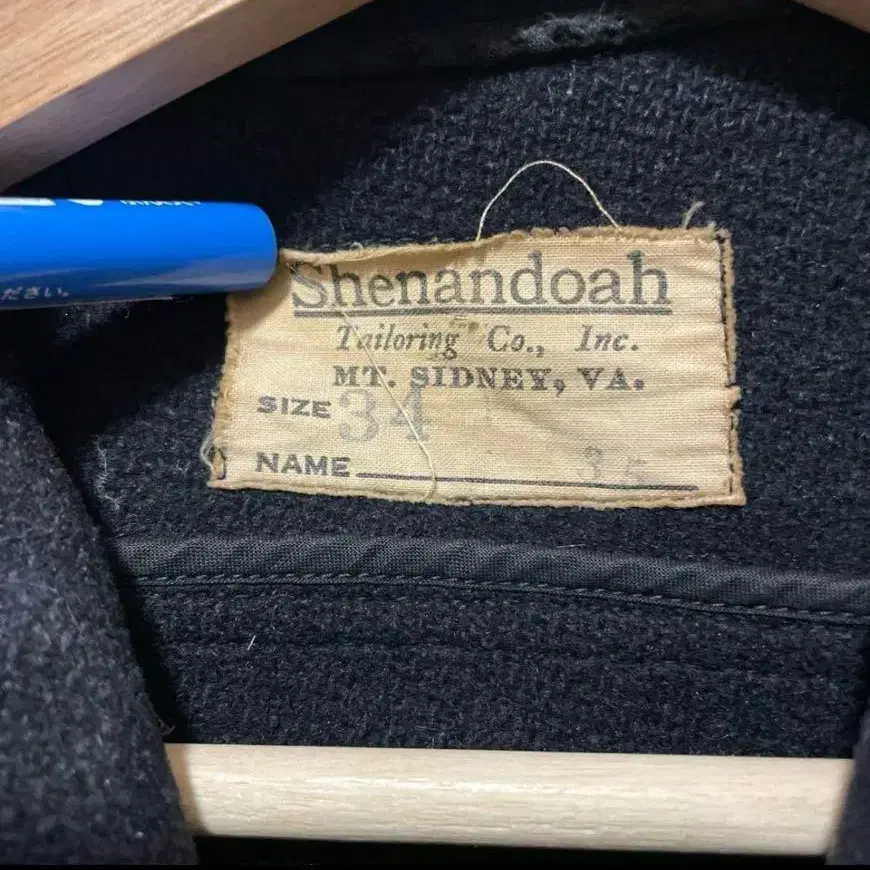 ださい。
Shenandoah
Tailoring Co., Inc.
MT. SIDNEY, VA.
SIZE 34
NAME